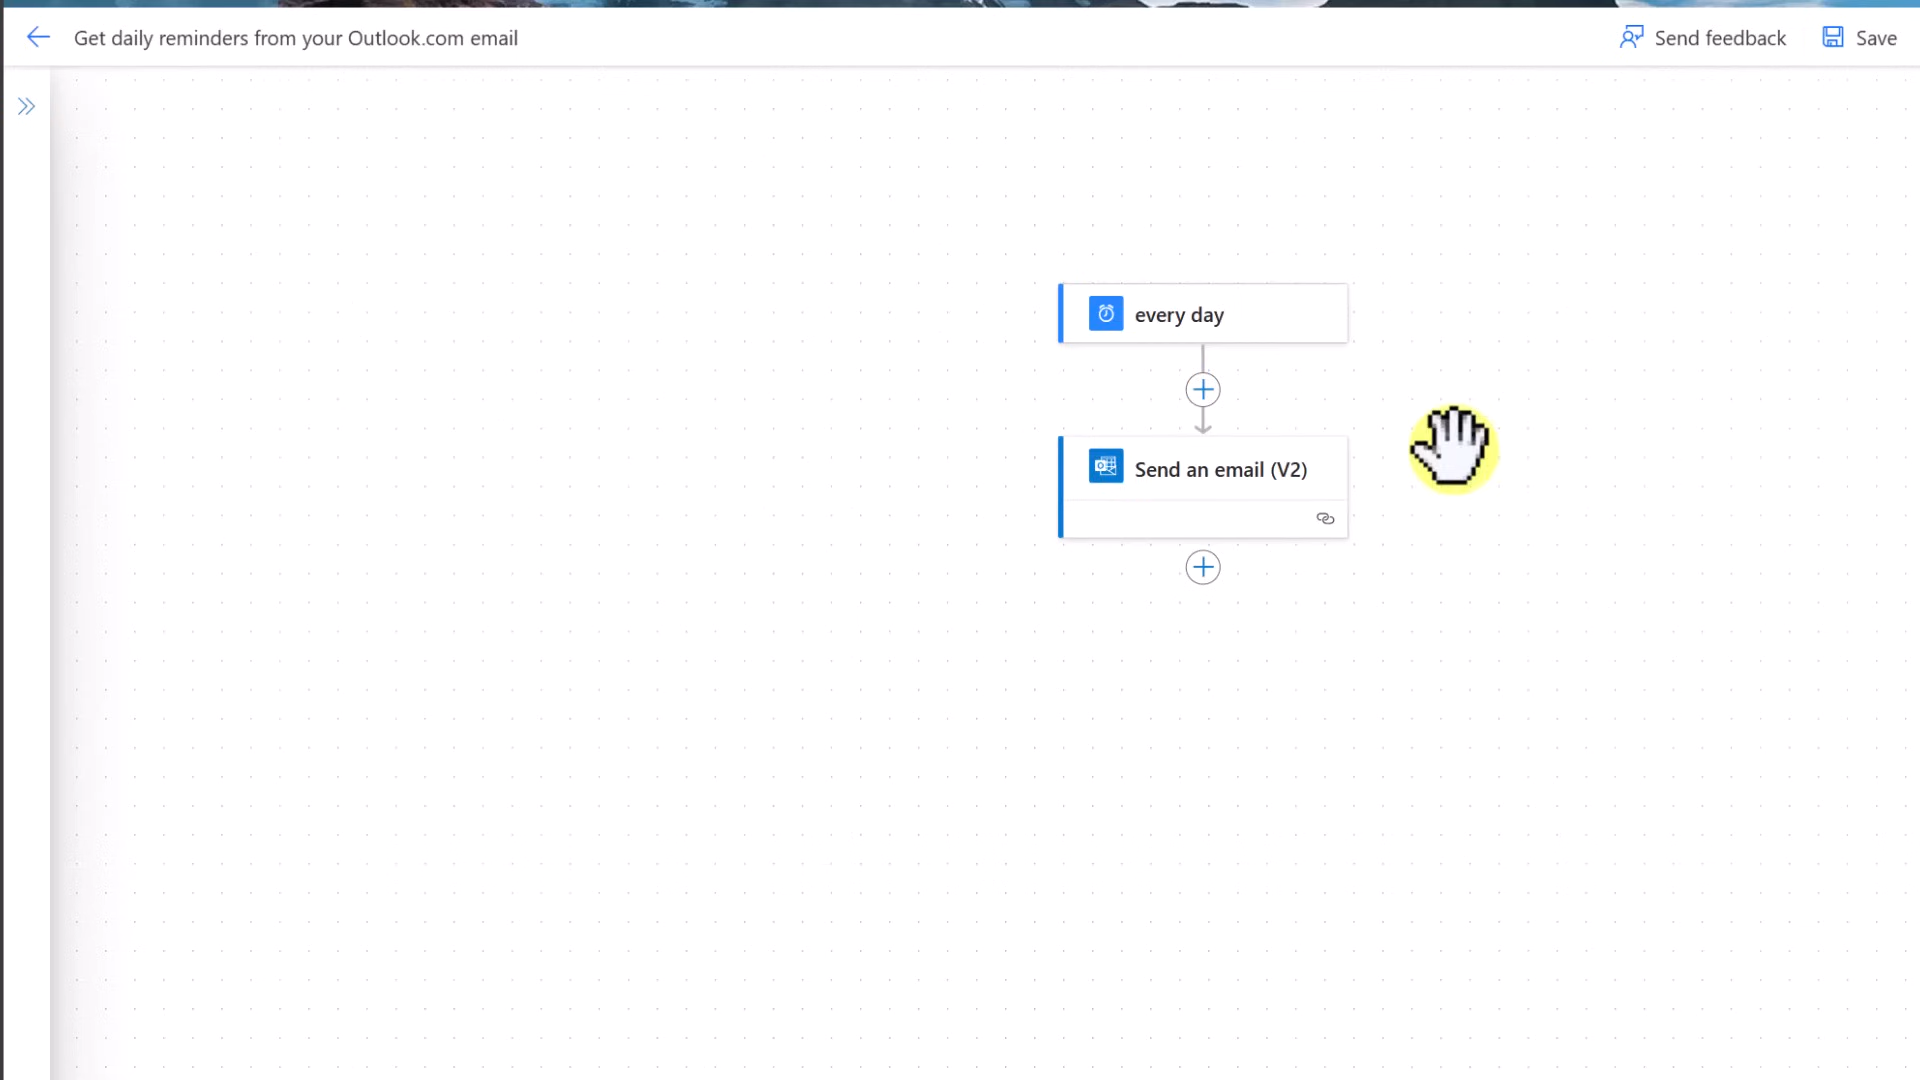 Get daily reminders from your Outlook.com email
Send feedback
Save
every day
Send an email (V2)